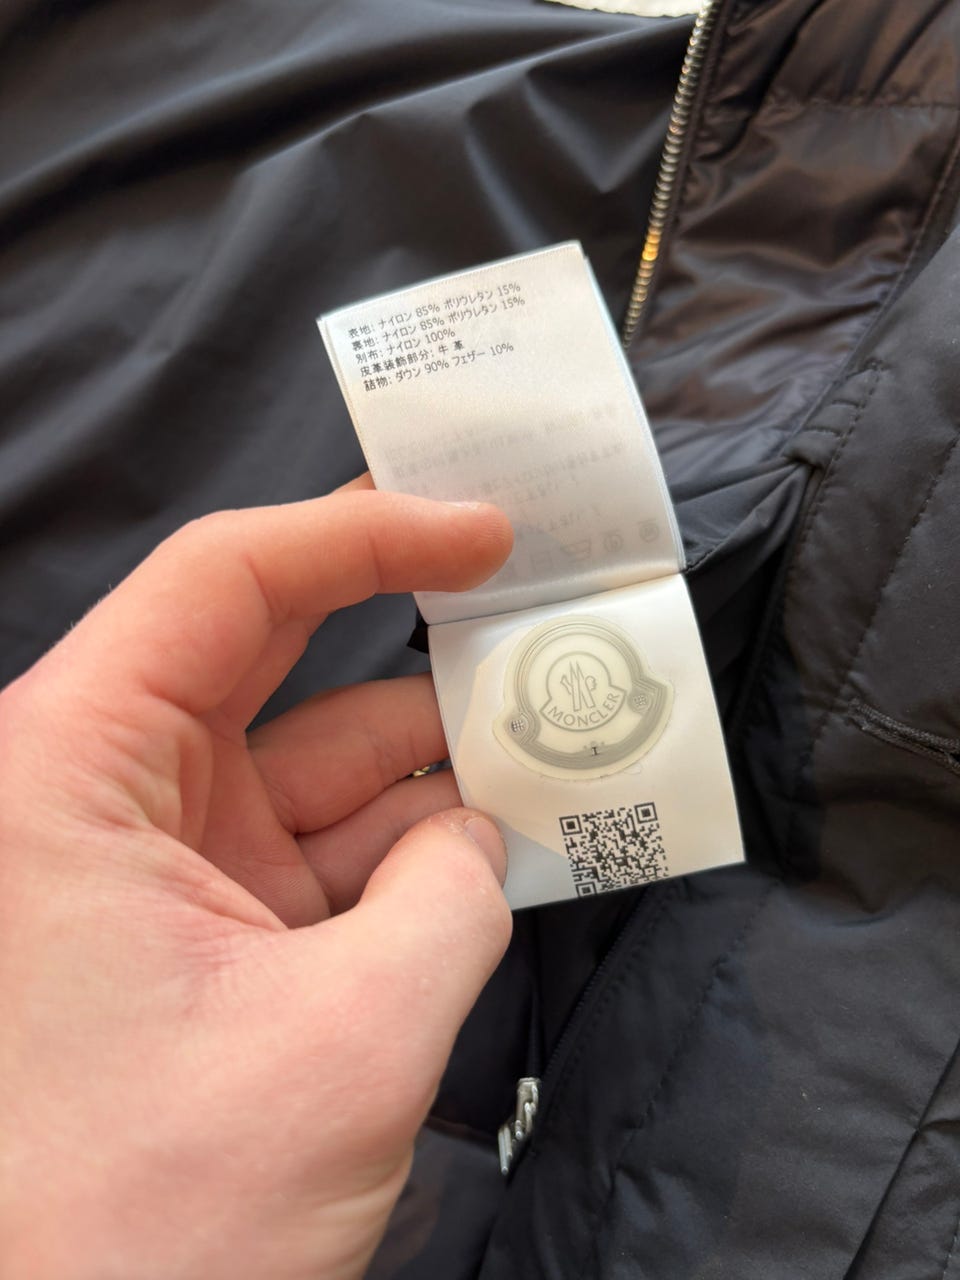 表地: ナイロン 85% ポリウレタン 15%
裏地: ナイロン 85% ポリウレタン 15%
別布: ナイロン 100%
皮革装飾部分: 牛 革
詰物: ダウン 90% フェザー 10%
MONCLER